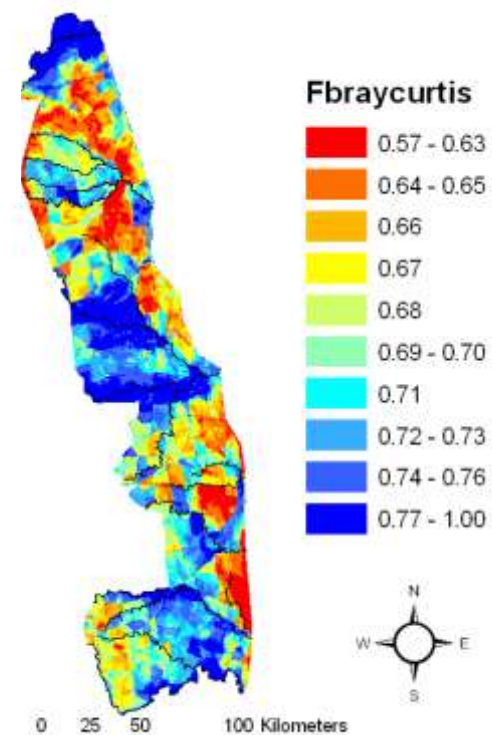 Fbraycurtis
0.57 - 0.63
0.64 - 0.65
0.66
0.67
0.68
0.69 - 0.70
0.71
0.72 - 0.73
0.74 - 0.76
0.77 - 1.00
N
W E
S
0 25 50 100 Kilometers